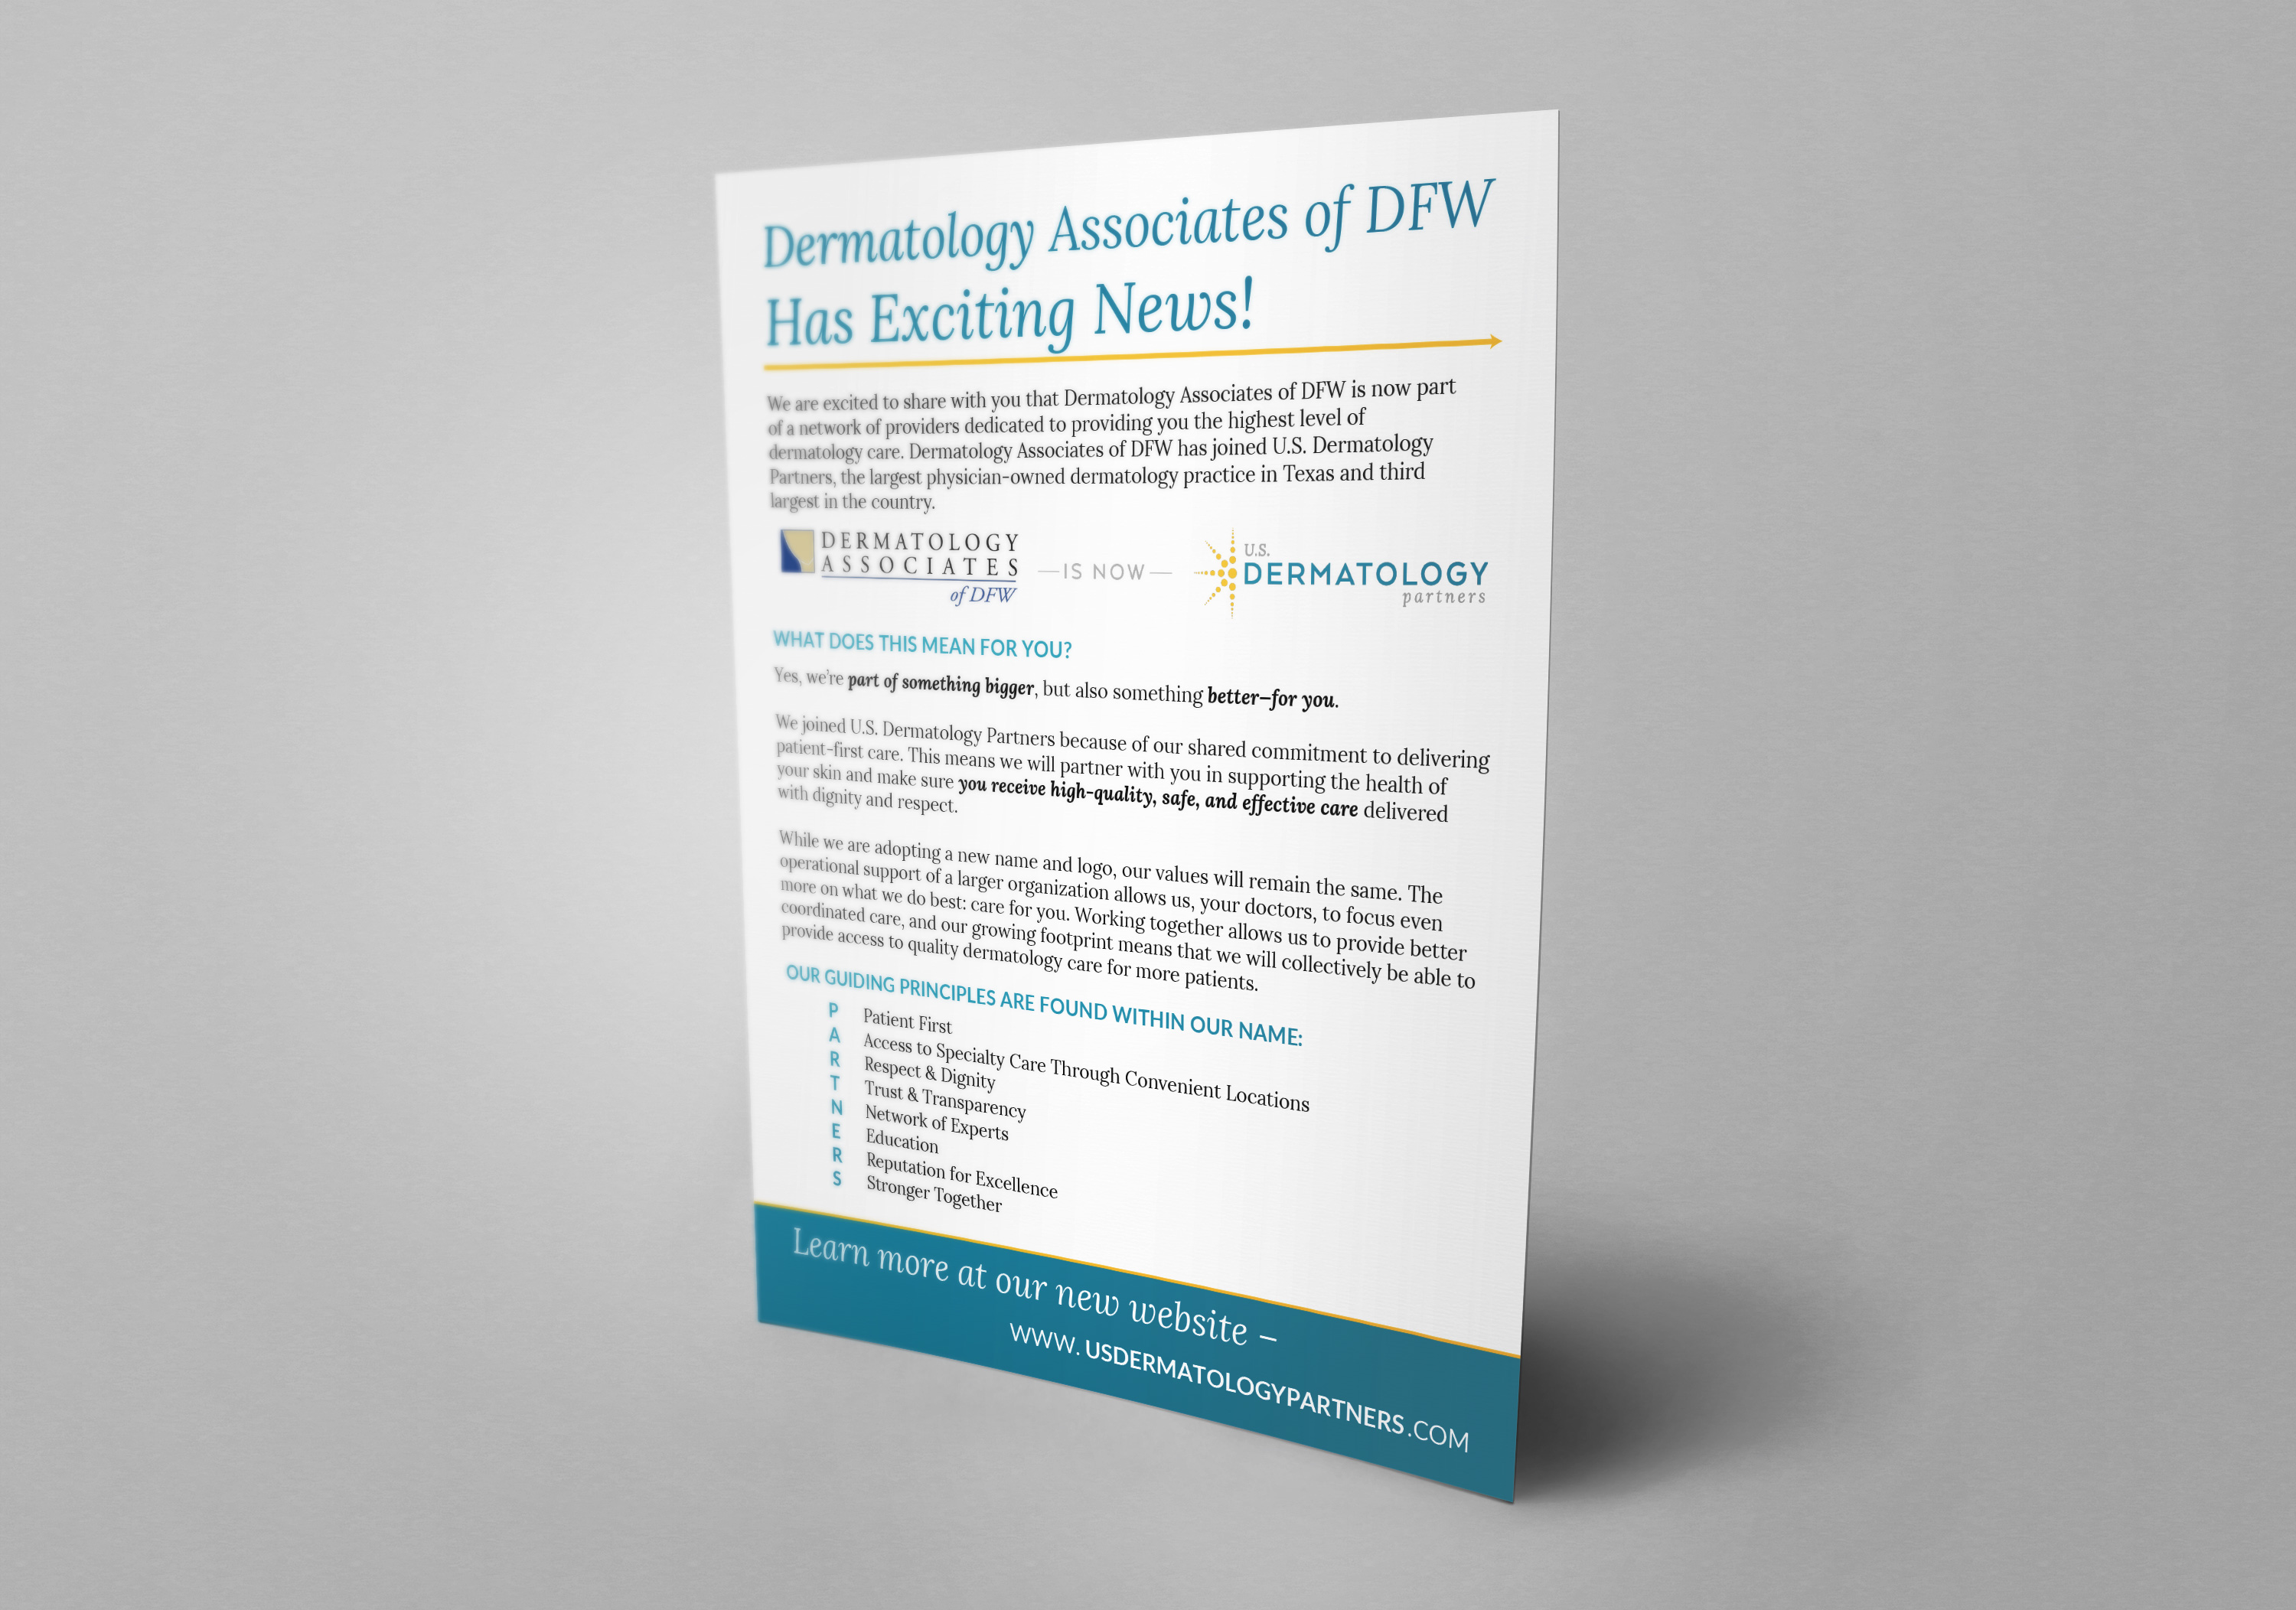 Dermatology Associates of DFW
Has Exciting News!
We are excited to share with you that Dermatology Associates of DFW is now part
of a network of providers dedicated to providing you the highest level of
dermatology care. Dermatology Associates of DFW has joined U.S. Dermatology
Partners, the largest physician-owned dermatology practice in Texas and third
largest in the country.
DERMATOLOGY
ASSOCIATES
of DFW
—IS NOW—
U.S.
DERMATOLOGY
partners
WHAT DOES THIS MEAN FOR YOU?
Yes, we're part of something bigger, but also something better—for you.
We joined U.S. Dermatology Partners because of our shared commitment to delivering
patient-first care. This means we will partner with you in supporting the health of
your skin and make sure you receive high-quality, safe, and effective care delivered
with dignity and respect.
While we are adopting a new name and logo, our values will remain the same. The
operational support of a larger organization allows us, your doctors, to focus even
more on what we do best: care for you. Working together allows us to provide better
coordinated care, and our growing footprint means that we will collectively be able to
provide access to quality dermatology care for more patients.
OUR GUIDING PRINCIPLES ARE FOUND WITHIN OUR NAME:
P Patient First
A Access to Specialty Care Through Convenient Locations
R Respect & Dignity
T Trust & Transparency
N Network of Experts
E Education
R Reputation for Excellence
S Stronger Together
Learn more at our new website –
WWW.USDERMATOLOGYPARTNERS.COM